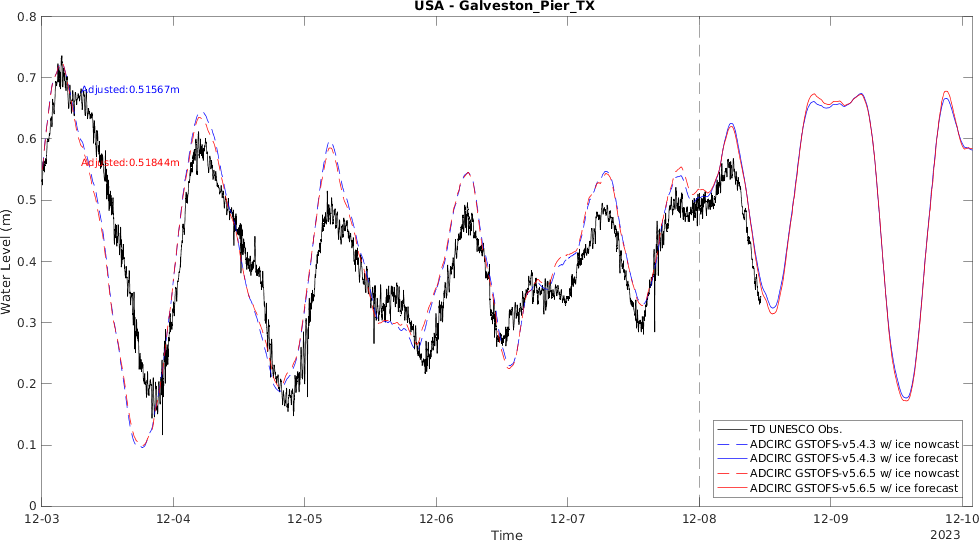 USA - Galveston_Pier_TX
0.8
0.7
0.6
0.5
0.4
0.3
0.2
0.1
0
Water Level (m)
Adjusted:0.51567m
Adjusted:0.51844m
TD UNESCO Obs.
ADCIRC GSTOFS-v5.4.3 w/ ice nowcast
ADCIRC GSTOFS-v5.4.3 w/ ice forecast
ADCIRC GSTOFS-v5.6.5 w/ ice nowcast
ADCIRC GSTOFS-v5.6.5 w/ ice forecast
12-03 12-04 12-05 12-06 12-07 12-08 12-09 12-10
Time
2023